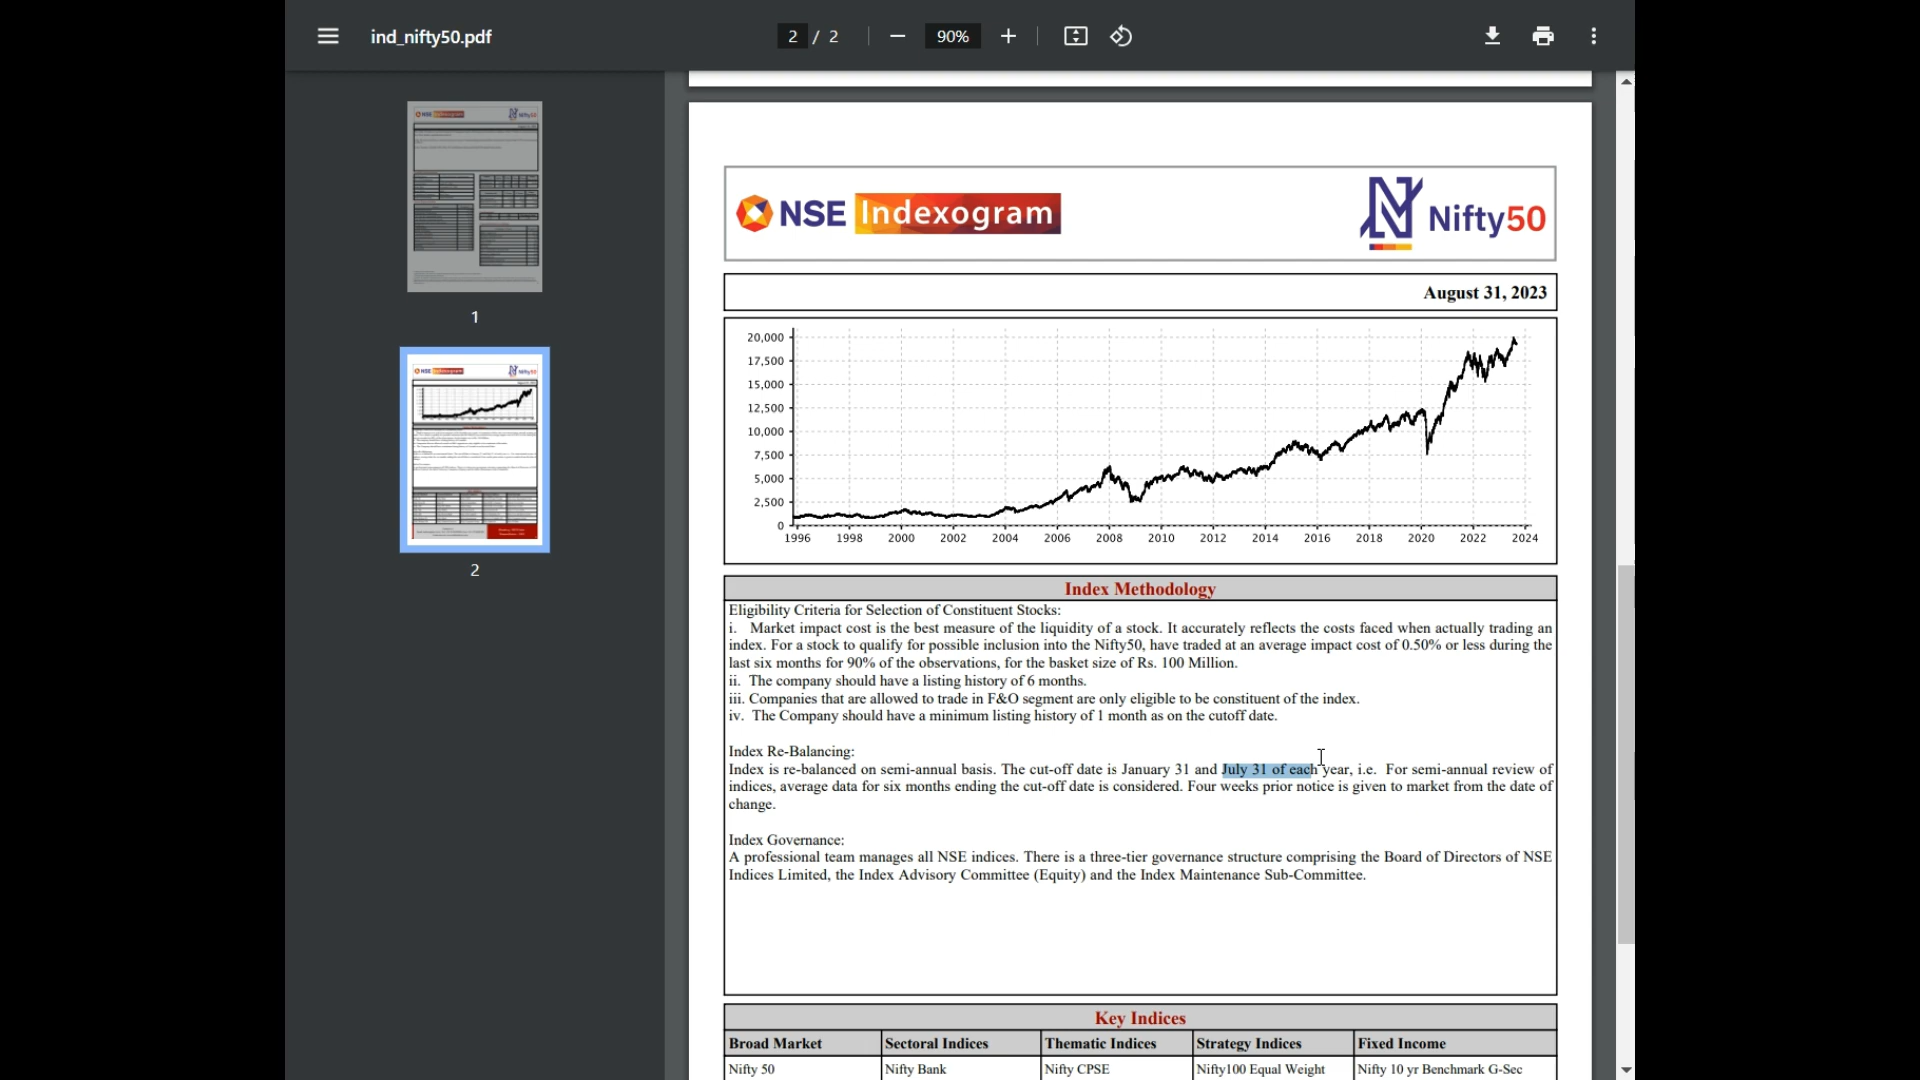 ind_nifty50.pdf
2 / 2
90%
1
2
NSE Indexogram
Nifty50
August 31, 2023
20,000
17,500
15,000
12,500
10,000
7,500
5,000
2,500
0
1996 1998 2000 2002 2004 2006 2008 2010 2012 2014 2016 2018 2020 2022 2024
Index Methodology
Eligibility Criteria for Selection of Constituent Stocks:
i. Market impact cost is the best measure of the liquidity of a stock. It accurately reflects the costs faced when actually trading an
index. For a stock to qualify for possible inclusion into the Nifty50, have traded at an average impact cost of 0.50% or less during the
last six months for 90% of the observations, for the basket size of Rs. 100 Million.
ii. The company should have a listing history of 6 months.
iii. Companies that are allowed to trade in F&O segment are only eligible to be constituent of the index.
iv. The Company should have a minimum listing history of 1 month as on the cutoff date.
Index Re-Balancing:
Index is re-balanced on semi-annual basis. The cut-off date is January 31 and July 31 of each year, i.e. For semi-annual review of
indices, average data for six months ending the cut-off date is considered. Four weeks prior notice is given to market from the date of
change.
Index Governance:
A professional team manages all NSE indices. There is a three-tier governance structure comprising the Board of Directors of NSE
Indices Limited, the Index Advisory Committee (Equity) and the Index Maintenance Sub-Committee.
Key Indices
Broad Market Sectoral Indices Thematic Indices Strategy Indices Fixed Income
Nifty 50 Nifty Bank Nifty CPSE Nifty100 Equal Weight Nifty 10 yr Benchmark G-Sec